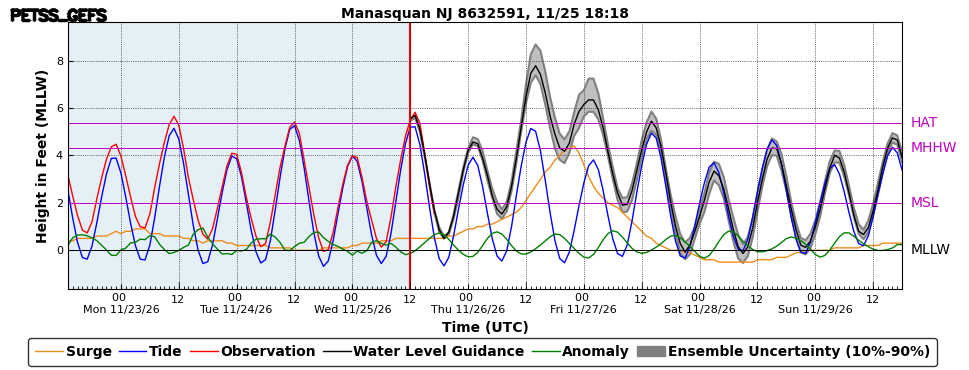 PETSS_GEFS
Manasquan NJ 8632591, 11/25 18:18
Height in Feet (MLLW)
8
6
4
2
0
HAT
MHHW
MSL
MLLW
00 12 00 12 00 12 00 12 00 12 00 12 00 12
Mon 11/23/26 Tue 11/24/26 Wed 11/25/26 Thu 11/26/26 Fri 11/27/26 Sat 11/28/26 Sun 11/29/26
Time (UTC)
Surge Tide Observation Water Level Guidance Anomaly Ensemble Uncertainty (10%-90%)